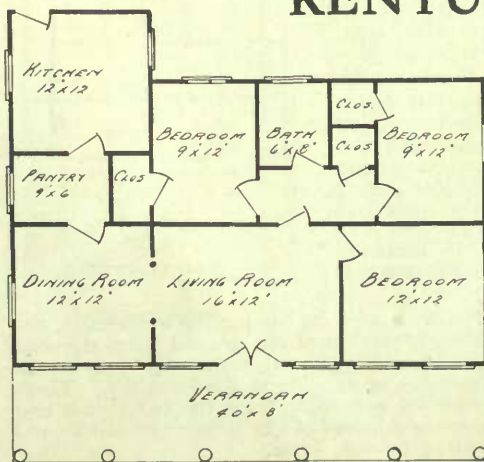 RENTO
KITCHEN
12'x12'
BEDROOM
9'x12'
BATH
6'x8'
CLOS.
CLOS
BEDROOM
9'x12'
PANTRY
9'x6
CLOS
DINING ROOM
12'x12'
LIVING ROOM
16'x12'
BEDROOM
12'x12
VERANDAH
40'x8'